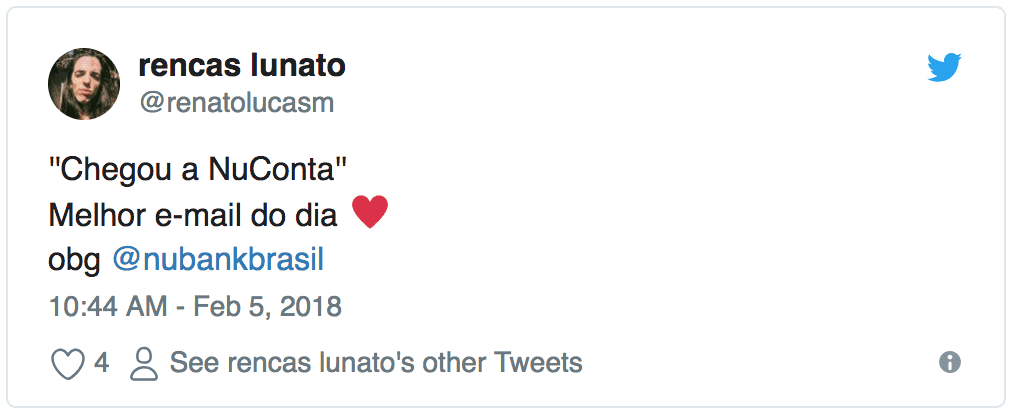 rencas lunato
@renatolucasm
"Chegou a NuConta"
Melhor e-mail do dia ❤️
obg @nubankbrasil
10:44 AM - Feb 5, 2018
4 See rencas lunato's other Tweets